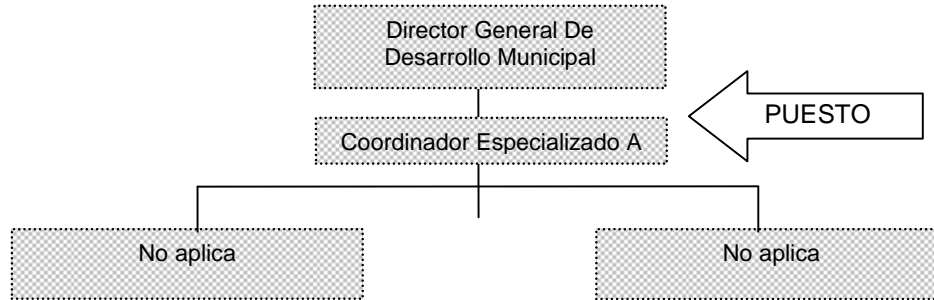 Director General De
Desarrollo Municipal
PUESTO
Coordinador Especializado A
No aplica
No aplica